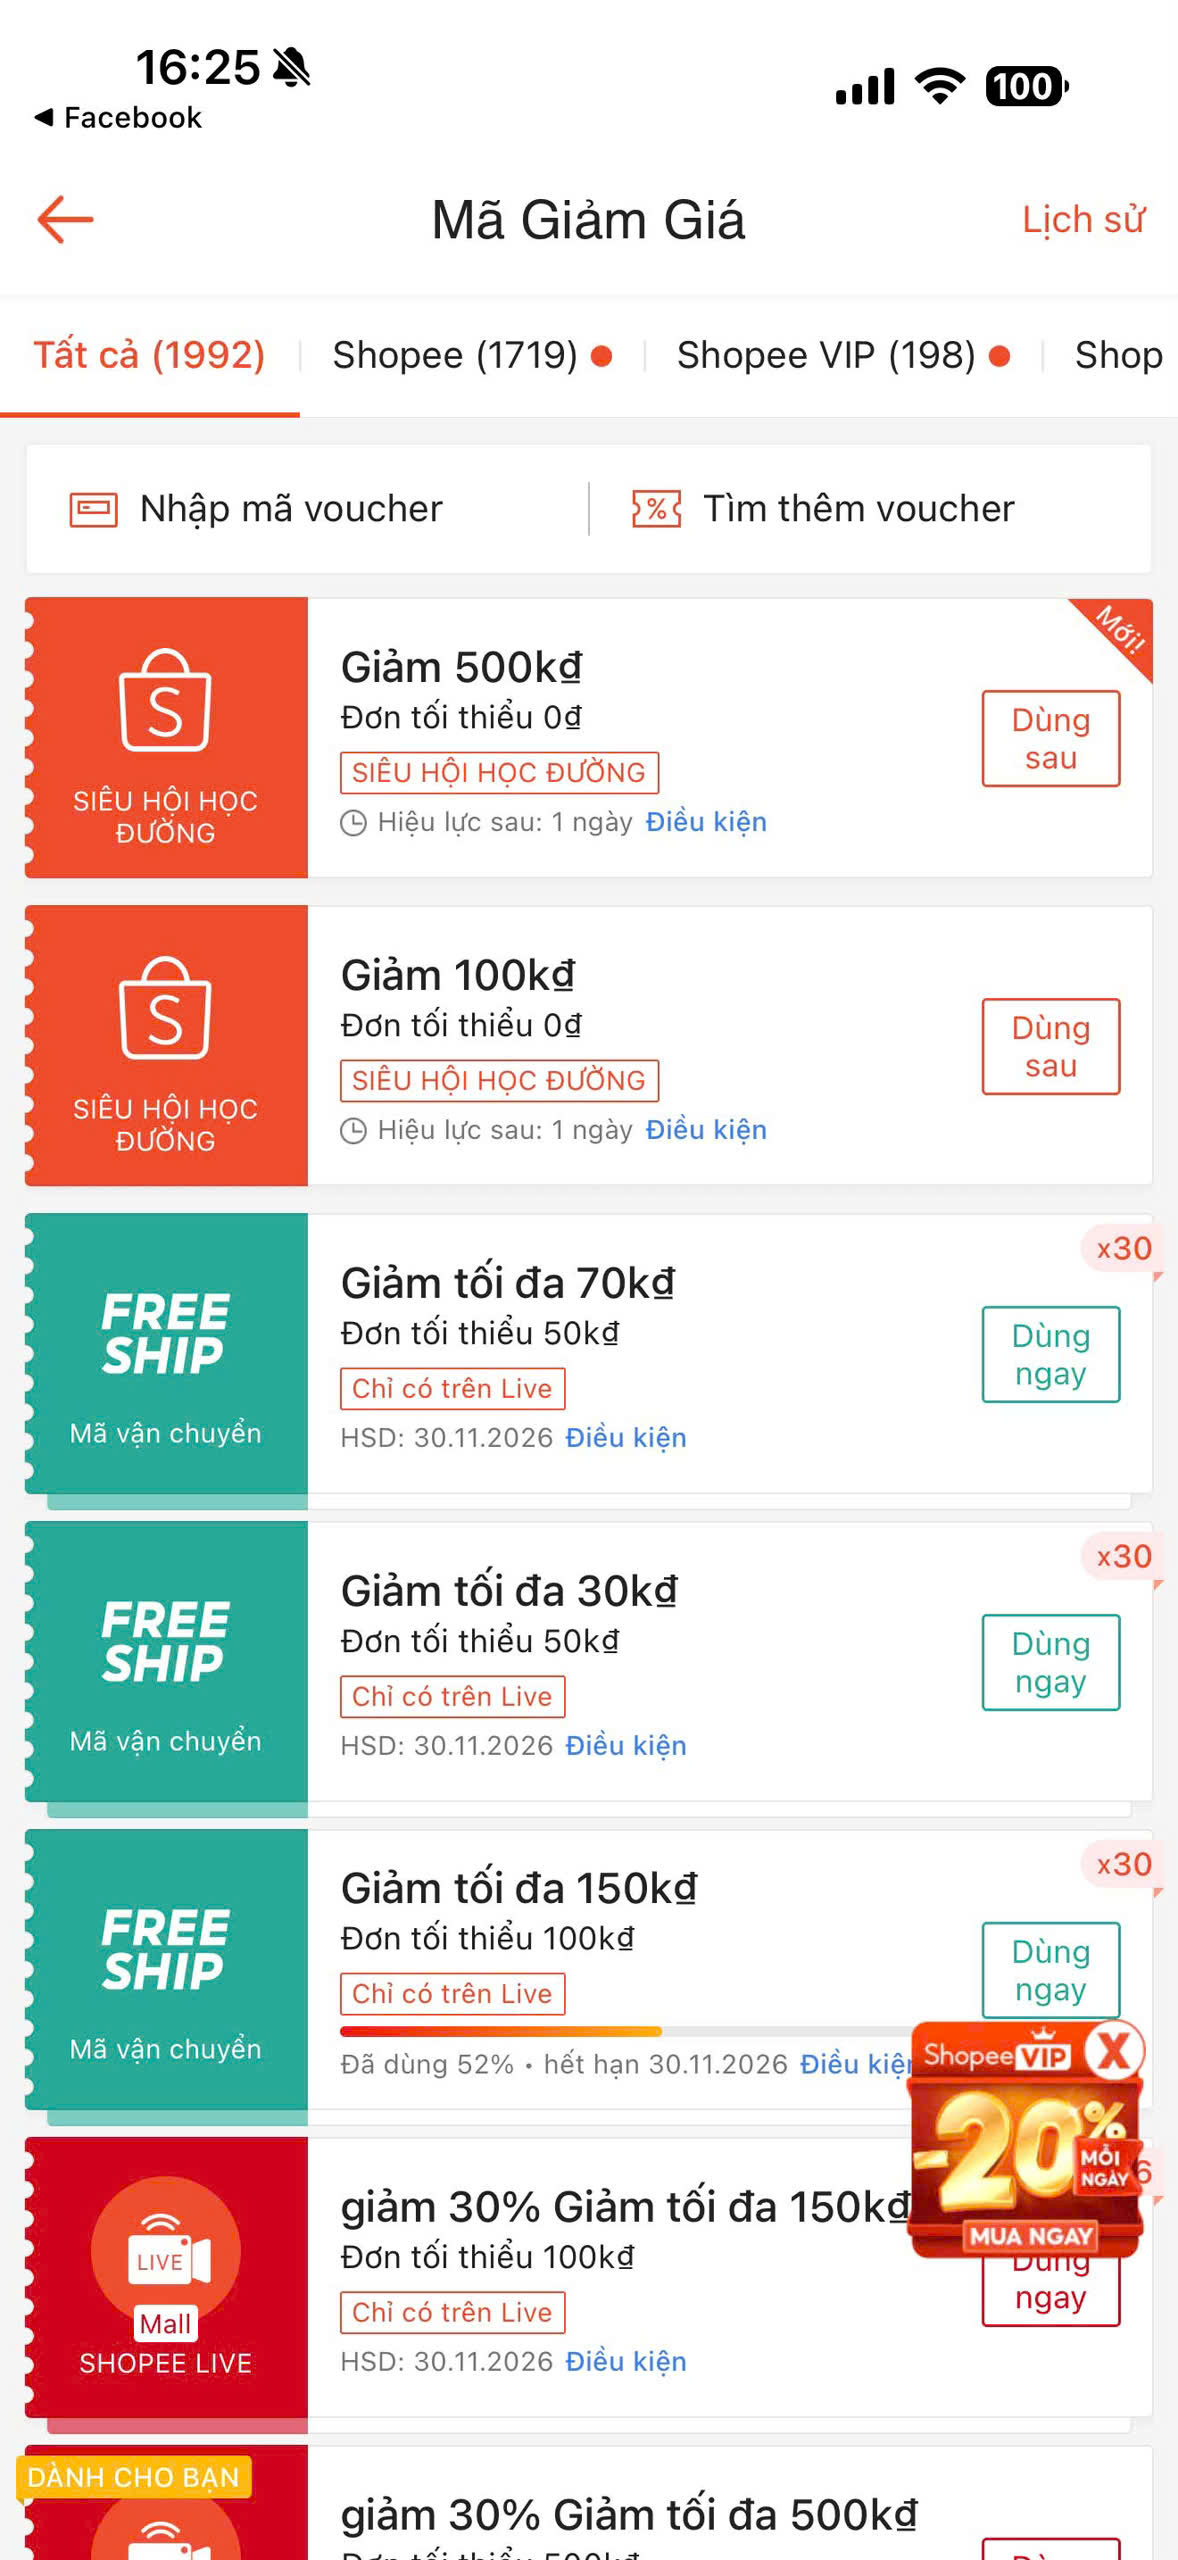 16:25
100
◀ Facebook
Mã Giảm Giá
Lịch sử
Tất cả (1992)
Shopee (1719)
Shopee VIP (198)
Shop
Nhập mã voucher
Tìm thêm voucher
S
SIÊU HỘI HỌC
ĐƯỜNG
Mới!
Giảm 500kđ
Đơn tối thiểu 0đ
SIÊU HỘI HỌC ĐƯỜNG
Hiệu lực sau: 1 ngày Điều kiện
Dùng
sau
S
SIÊU HỘI HỌC
ĐƯỜNG
Giảm 100kđ
Đơn tối thiểu 0đ
SIÊU HỘI HỌC ĐƯỜNG
Hiệu lực sau: 1 ngày Điều kiện
Dùng
sau
FREE
SHIP
Mã vận chuyển
x30
Giảm tối đa 70kđ
Đơn tối thiểu 50kđ
Chỉ có trên Live
HSD: 30.11.2026 Điều kiện
Dùng
ngay
FREE
SHIP
Mã vận chuyển
x30
Giảm tối đa 30kđ
Đơn tối thiểu 50kđ
Chỉ có trên Live
HSD: 30.11.2026 Điều kiện
Dùng
ngay
FREE
SHIP
Mã vận chuyển
x30
Giảm tối đa 150kđ
Đơn tối thiểu 100kđ
Chỉ có trên Live
Đã dùng 52% • hết hạn 30.11.2026 Điều kiện
Dùng
ngay
Shopee VIP
X
-20%
MỖI
NGÀY
MUA NGAY
LIVE
Mall
SHOPEE LIVE
6
giảm 30% Giảm tối đa 150kđ
Đơn tối thiểu 100kđ
Chỉ có trên Live
HSD: 30.11.2026 Điều kiện
Dùng
ngay
DÀNH CHO BẠN
giảm 30% Giảm tối đa 500kđ
Đơn tối thiểu 500kđ